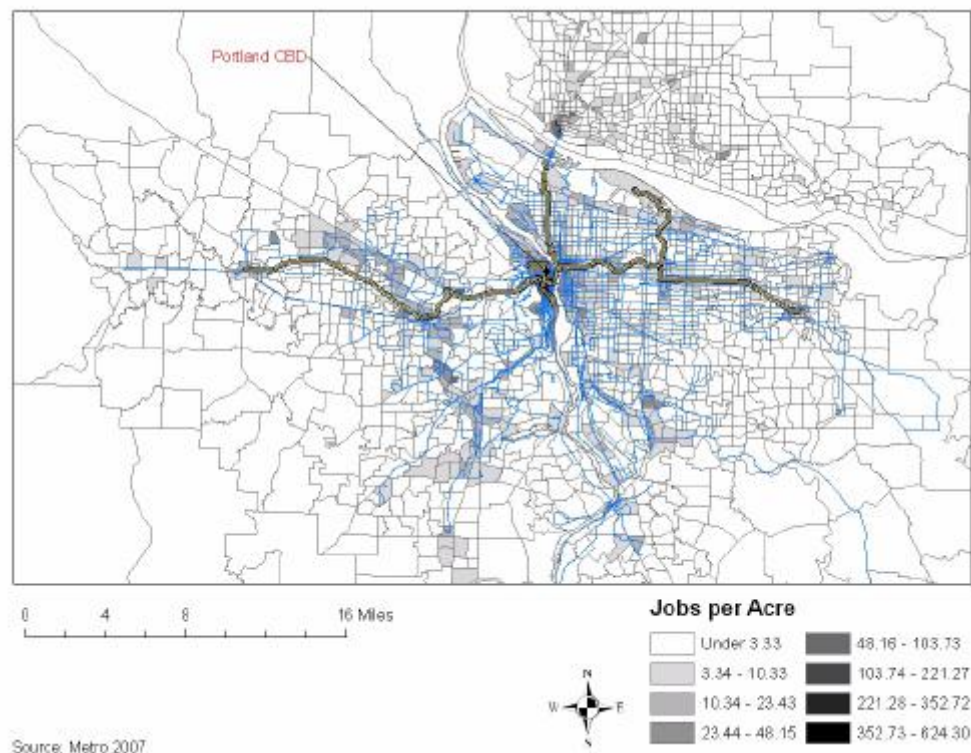 Portland CBD
0 4 8 16 Miles
Jobs per Acre
Under 3.33
3.34 - 10.33
10.34 - 23.43
23.44 - 48.15
48.16 - 103.73
103.74 - 221.27
221.28 - 352.72
352.73 - 624.30
N
W E
S
Source: Metro 2007